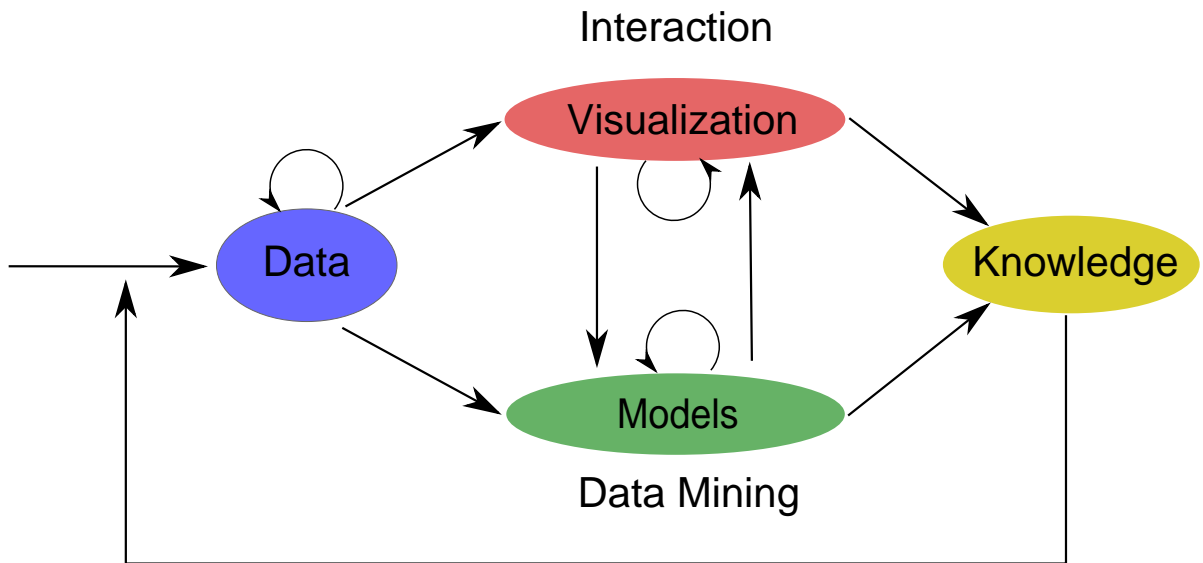 Interaction
Visualization
Data
Knowledge
Models
Data Mining